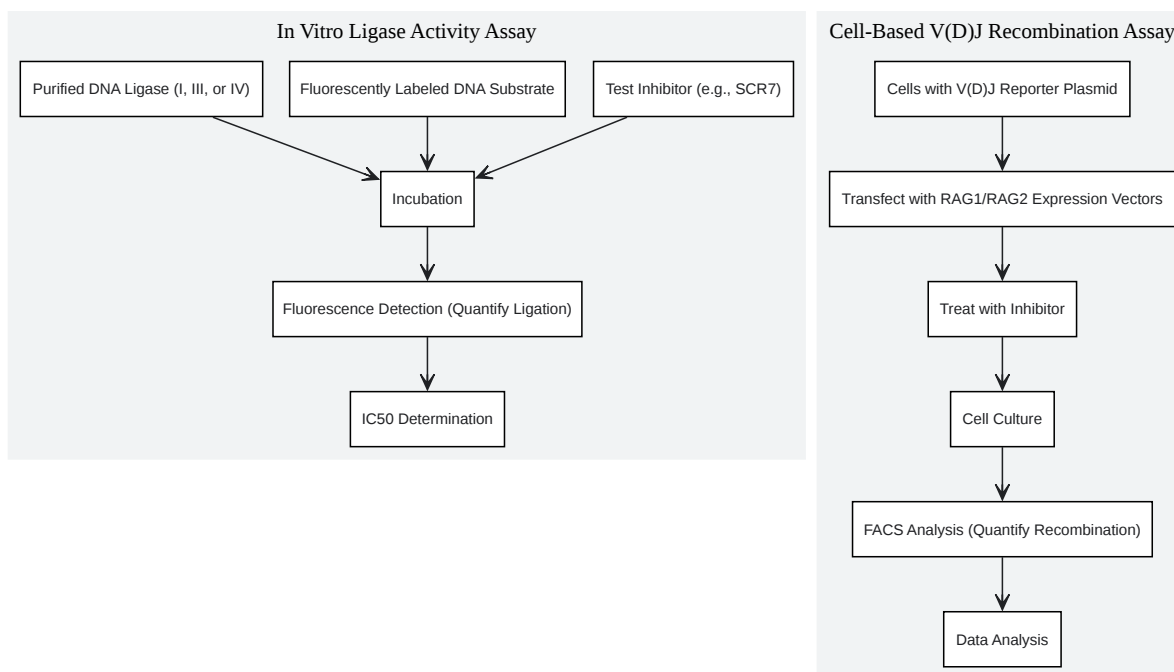 In Vitro Ligase Activity Assay
Purified DNA Ligase (I, III, or IV)
Fluorescently Labeled DNA Substrate
Test Inhibitor (e.g., SCR7)
Incubation
Fluorescence Detection (Quantify Ligation)
IC50 Determination
Cell-Based V(D)J Recombination Assay
Cells with V(D)J Reporter Plasmid
Transfect with RAG1/RAG2 Expression Vectors
Treat with Inhibitor
Cell Culture
FACS Analysis (Quantify Recombination)
Data Analysis